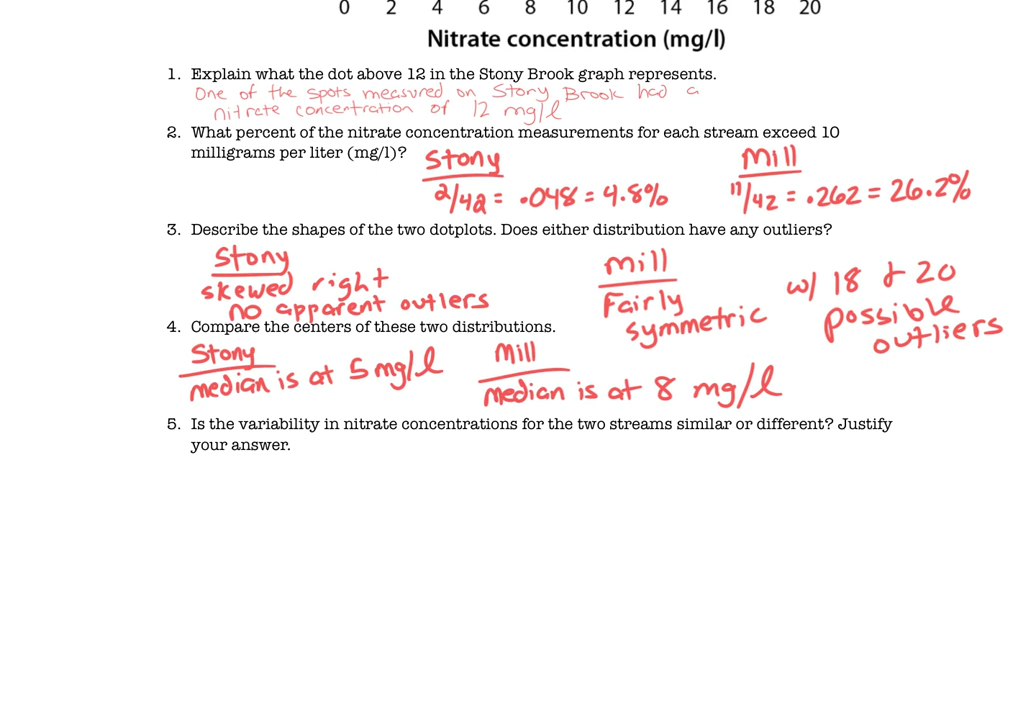 0 2 4 6 8 10 12 14 16 18 20
Nitrate concentration (mg/l)
1. Explain what the dot above 12 in the Stony Brook graph represents.
One of the spots measured on Stony Brook had a
nitrate concentration of 12 mg/l
2. What percent of the nitrate concentration measurements for each stream exceed 10
milligrams per liter (mg/l)?
Stony
2/42 = .048 = 4.8%
Mill
11/42 = .262 = 26.2%
3. Describe the shapes of the two dotplots. Does either distribution have any outliers?
Stony
skewed right
no apparent outlers
Mill
Fairly
symmetric
w/ 18 & 20
possible
outliers
4. Compare the centers of these two distributions.
Stony
median is at 5 mg/l
Mill
median is at 8 mg/l
5. Is the variability in nitrate concentrations for the two streams similar or different? Justify
your answer.